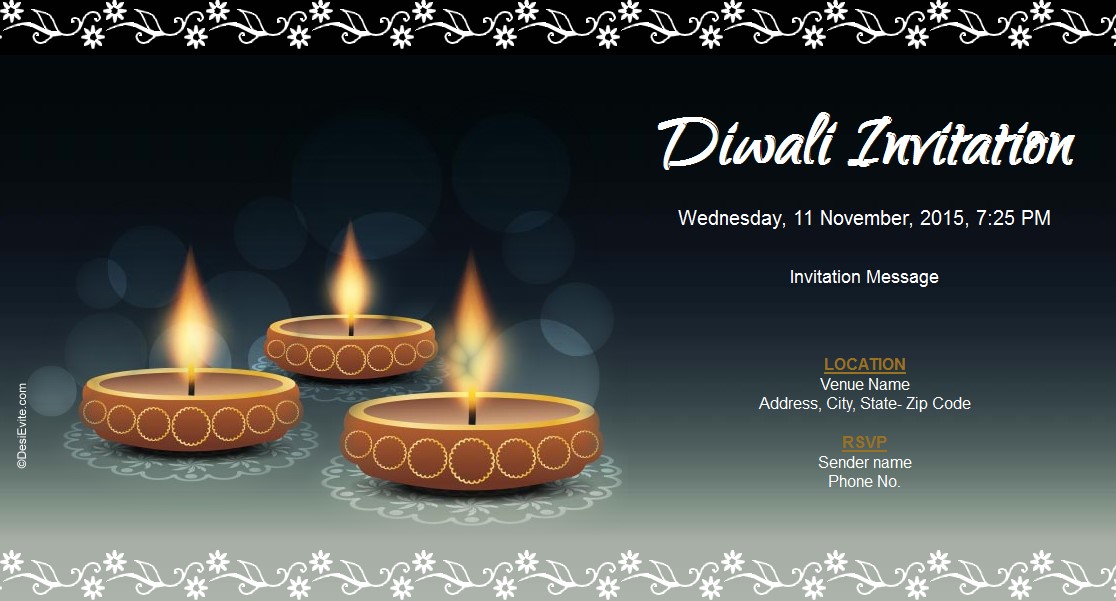 Diwali Invitation
Wednesday, 11 November, 2015, 7:25 PM
Invitation Message
LOCATION
Venue Name
Address, City, State- Zip Code
RSVP
Sender name
Phone No.
©DesiEvite.com